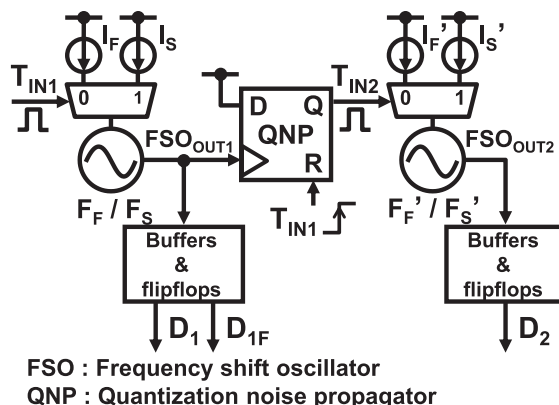 I_F I_S I_F' I_S'
T_IN1 0 1 D Q T_IN2 0 1
QNP
FSO_OUT1 FSO_OUT2
R
F_F / F_S T_IN1 F_F' / F_S'
Buffers & flipflops
Buffers & flipflops
D_1 D_1F D_2
FSO : Frequency shift oscillator
QNP : Quantization noise propagator